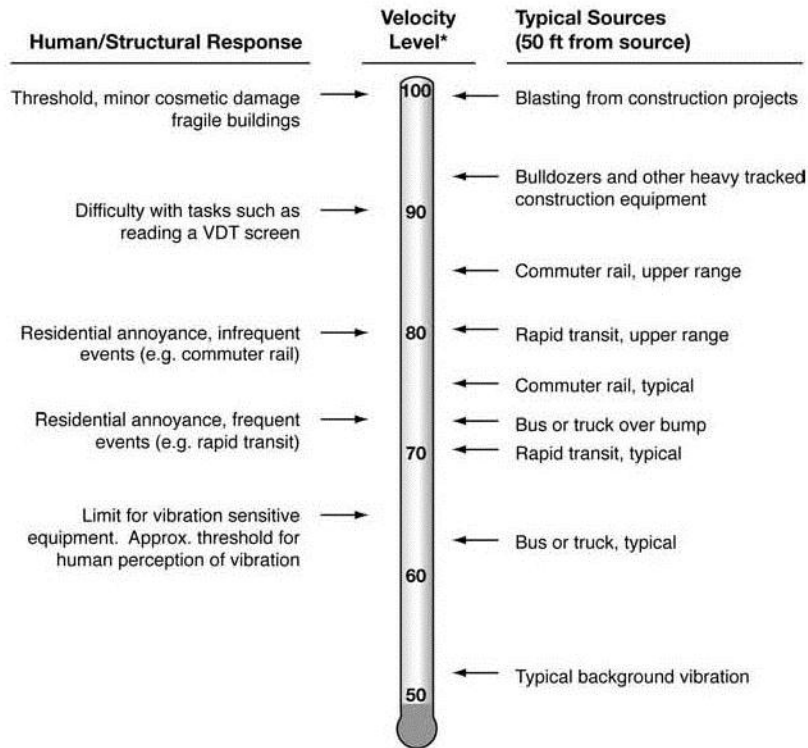 Human/Structural Response
Velocity
Level*
Typical Sources
(50 ft from source)
Threshold, minor cosmetic damage
fragile buildings
100
Blasting from construction projects
Bulldozers and other heavy tracked
construction equipment
Difficulty with tasks such as
reading a VDT screen
90
Commuter rail, upper range
Residential annoyance, infrequent
events (e.g. commuter rail)
80
Rapid transit, upper range
Commuter rail, typical
Residential annoyance, frequent
events (e.g. rapid transit)
Bus or truck over bump
70
Rapid transit, typical
Limit for vibration sensitive
equipment. Approx. threshold for
human perception of vibration
Bus or truck, typical
60
Typical background vibration
50